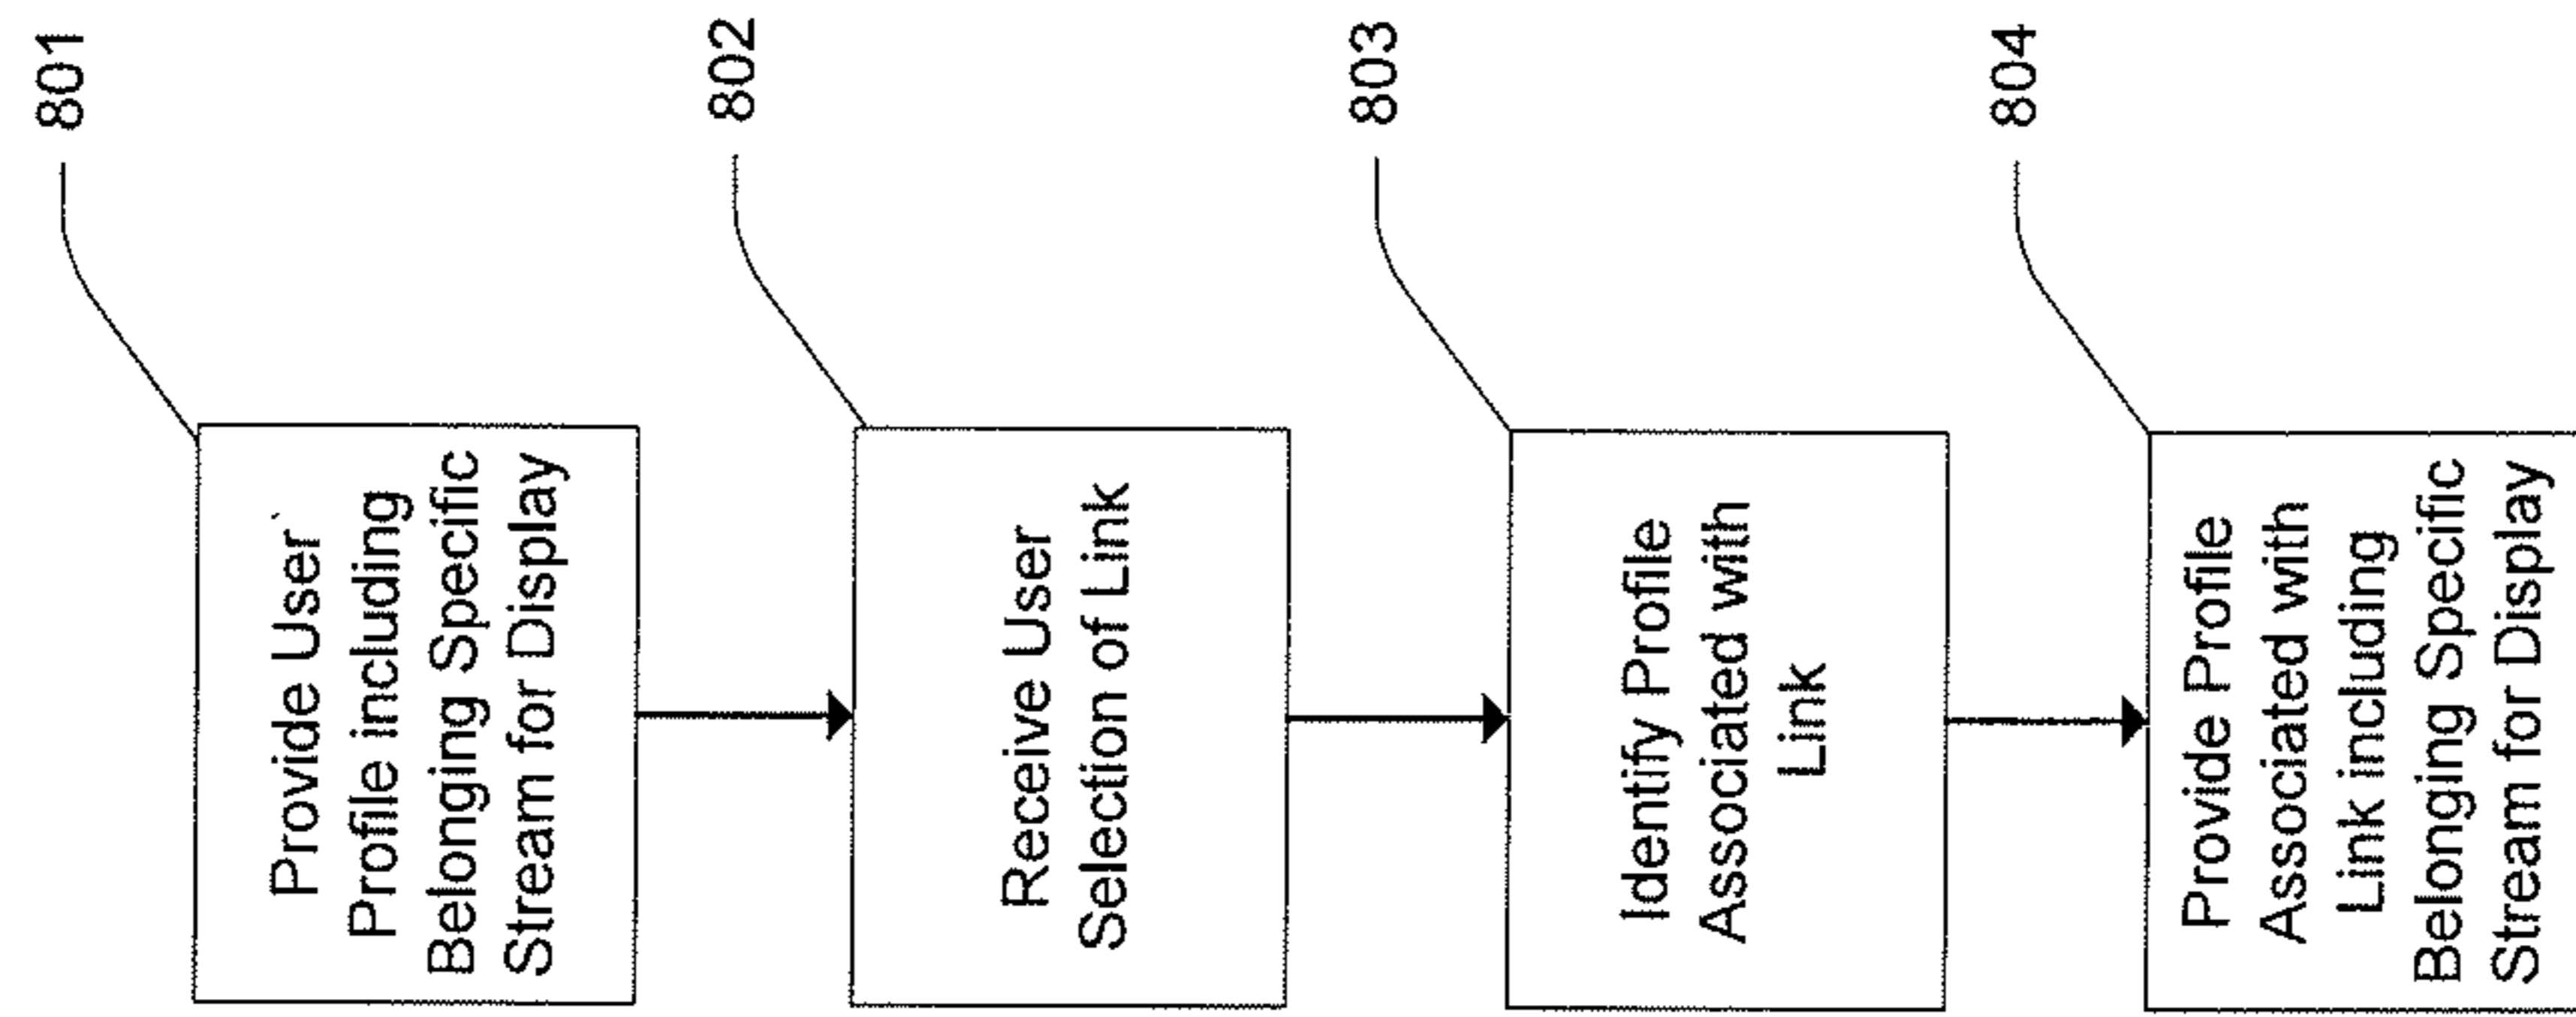 801
Provide User
Profile including
Belonging Specific
Stream for Display
802
Receive User
Selection of Link
803
Identify Profile
Associated with
Link
804
Provide Profile
Associated with
Link including
Belonging Specific
Stream for Display